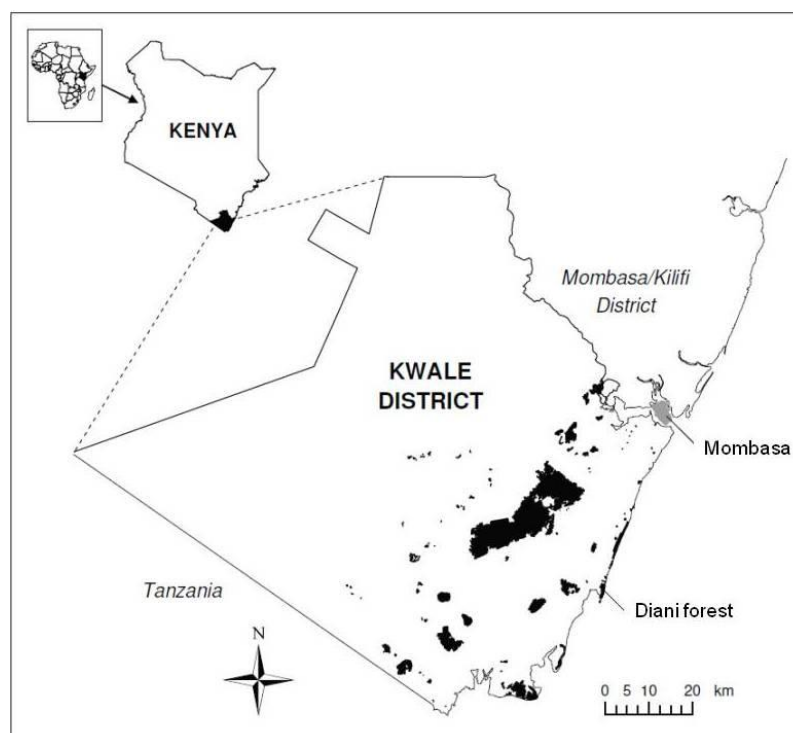 KENYA
Mombasa/Kilifi
District
KWALE
DISTRICT
Mombasa
Tanzania
Diani forest
N
0 5 10 20 km